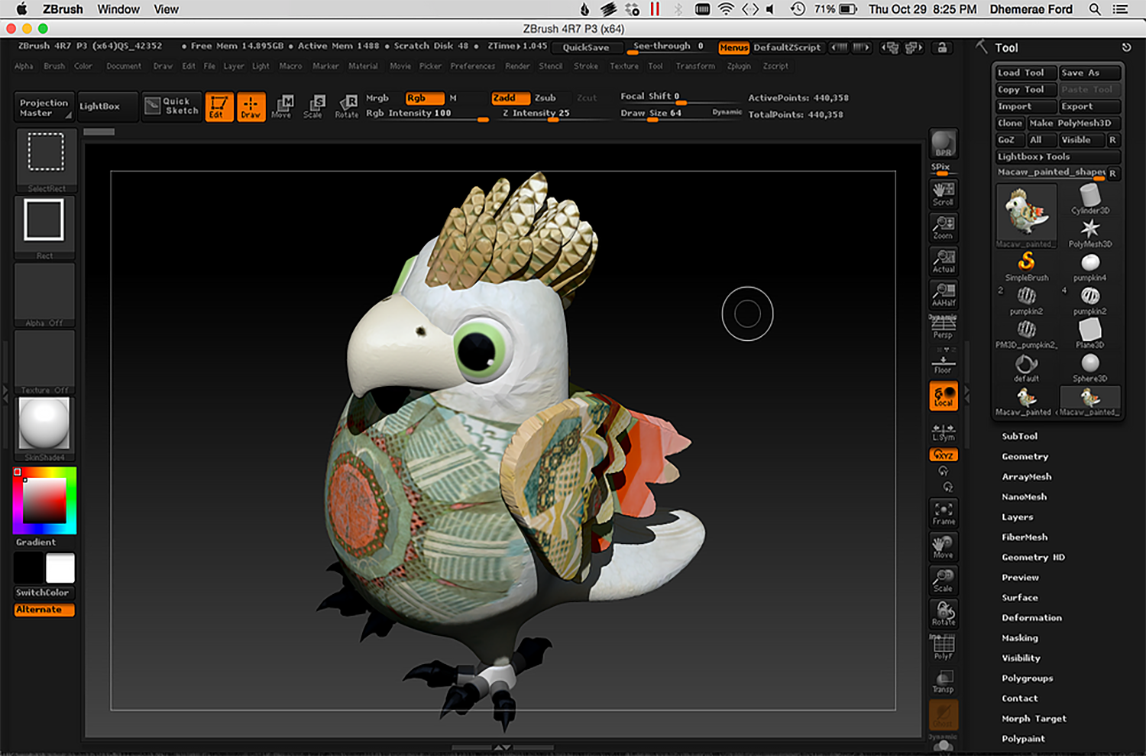 ZBrush Window View 71% Thu Oct 29 8:25 PM Dhemerae Ford
ZBrush 4R7 P3 (x64)
ZBrush 4R7 P3 (x64)QS_42352 • Free Mem 14.895GB • Active Mem 1488 • Scratch Disk 48 • ZTime▸1.045 QuickSave See-through 0 Menus DefaultZScript
Alpha Brush Color Document Draw Edit File Layer Light Macro Marker Material Movie Picker Preferences Render Stencil Stroke Texture Tool Transform Zplugin Zscript
Projection
Master
LightBox
Quick
Sketch
Edit
Draw
Move
Scale
Rotate
Mrgb Rgb M
Rgb Intensity 100
Zadd Zsub Zcut
Z Intensity 25
Focal Shift 0
Draw Size 64 Dynamic
ActivePoints: 440,358
TotalPoints: 440,358
SelectRect
Rect
Alpha Off
Texture Off
SkinShade4
Gradient
SwitchColor
Alternate
BPR
SPix
Scroll
Zoom
Actual
AAHalf
Dynamic
Persp
Floor
Local
L.Sym
XYZ
Frame
Move
Scale
Rotate
PolyF
Transp
Dynamic
Tool
Load Tool Save As
Copy Tool Paste Tool
Import Export
Clone Make PolyMesh3D
GoZ All Visible R
Lightbox▸Tools
Macaw_painted_shapes R
Macaw_painted_ Cylinder3D
PolyMesh3D
SimpleBrush pumpkin4
2 4
pumpkin2 pumpkin2
PM3D_pumpkin2_ Plane3D
default Sphere3D
Macaw_painted Macaw_painted_
SubTool
Geometry
ArrayMesh
NanoMesh
Layers
FiberMesh
Geometry HD
Preview
Surface
Deformation
Masking
Visibility
Polygroups
Contact
Morph Target
Polypaint